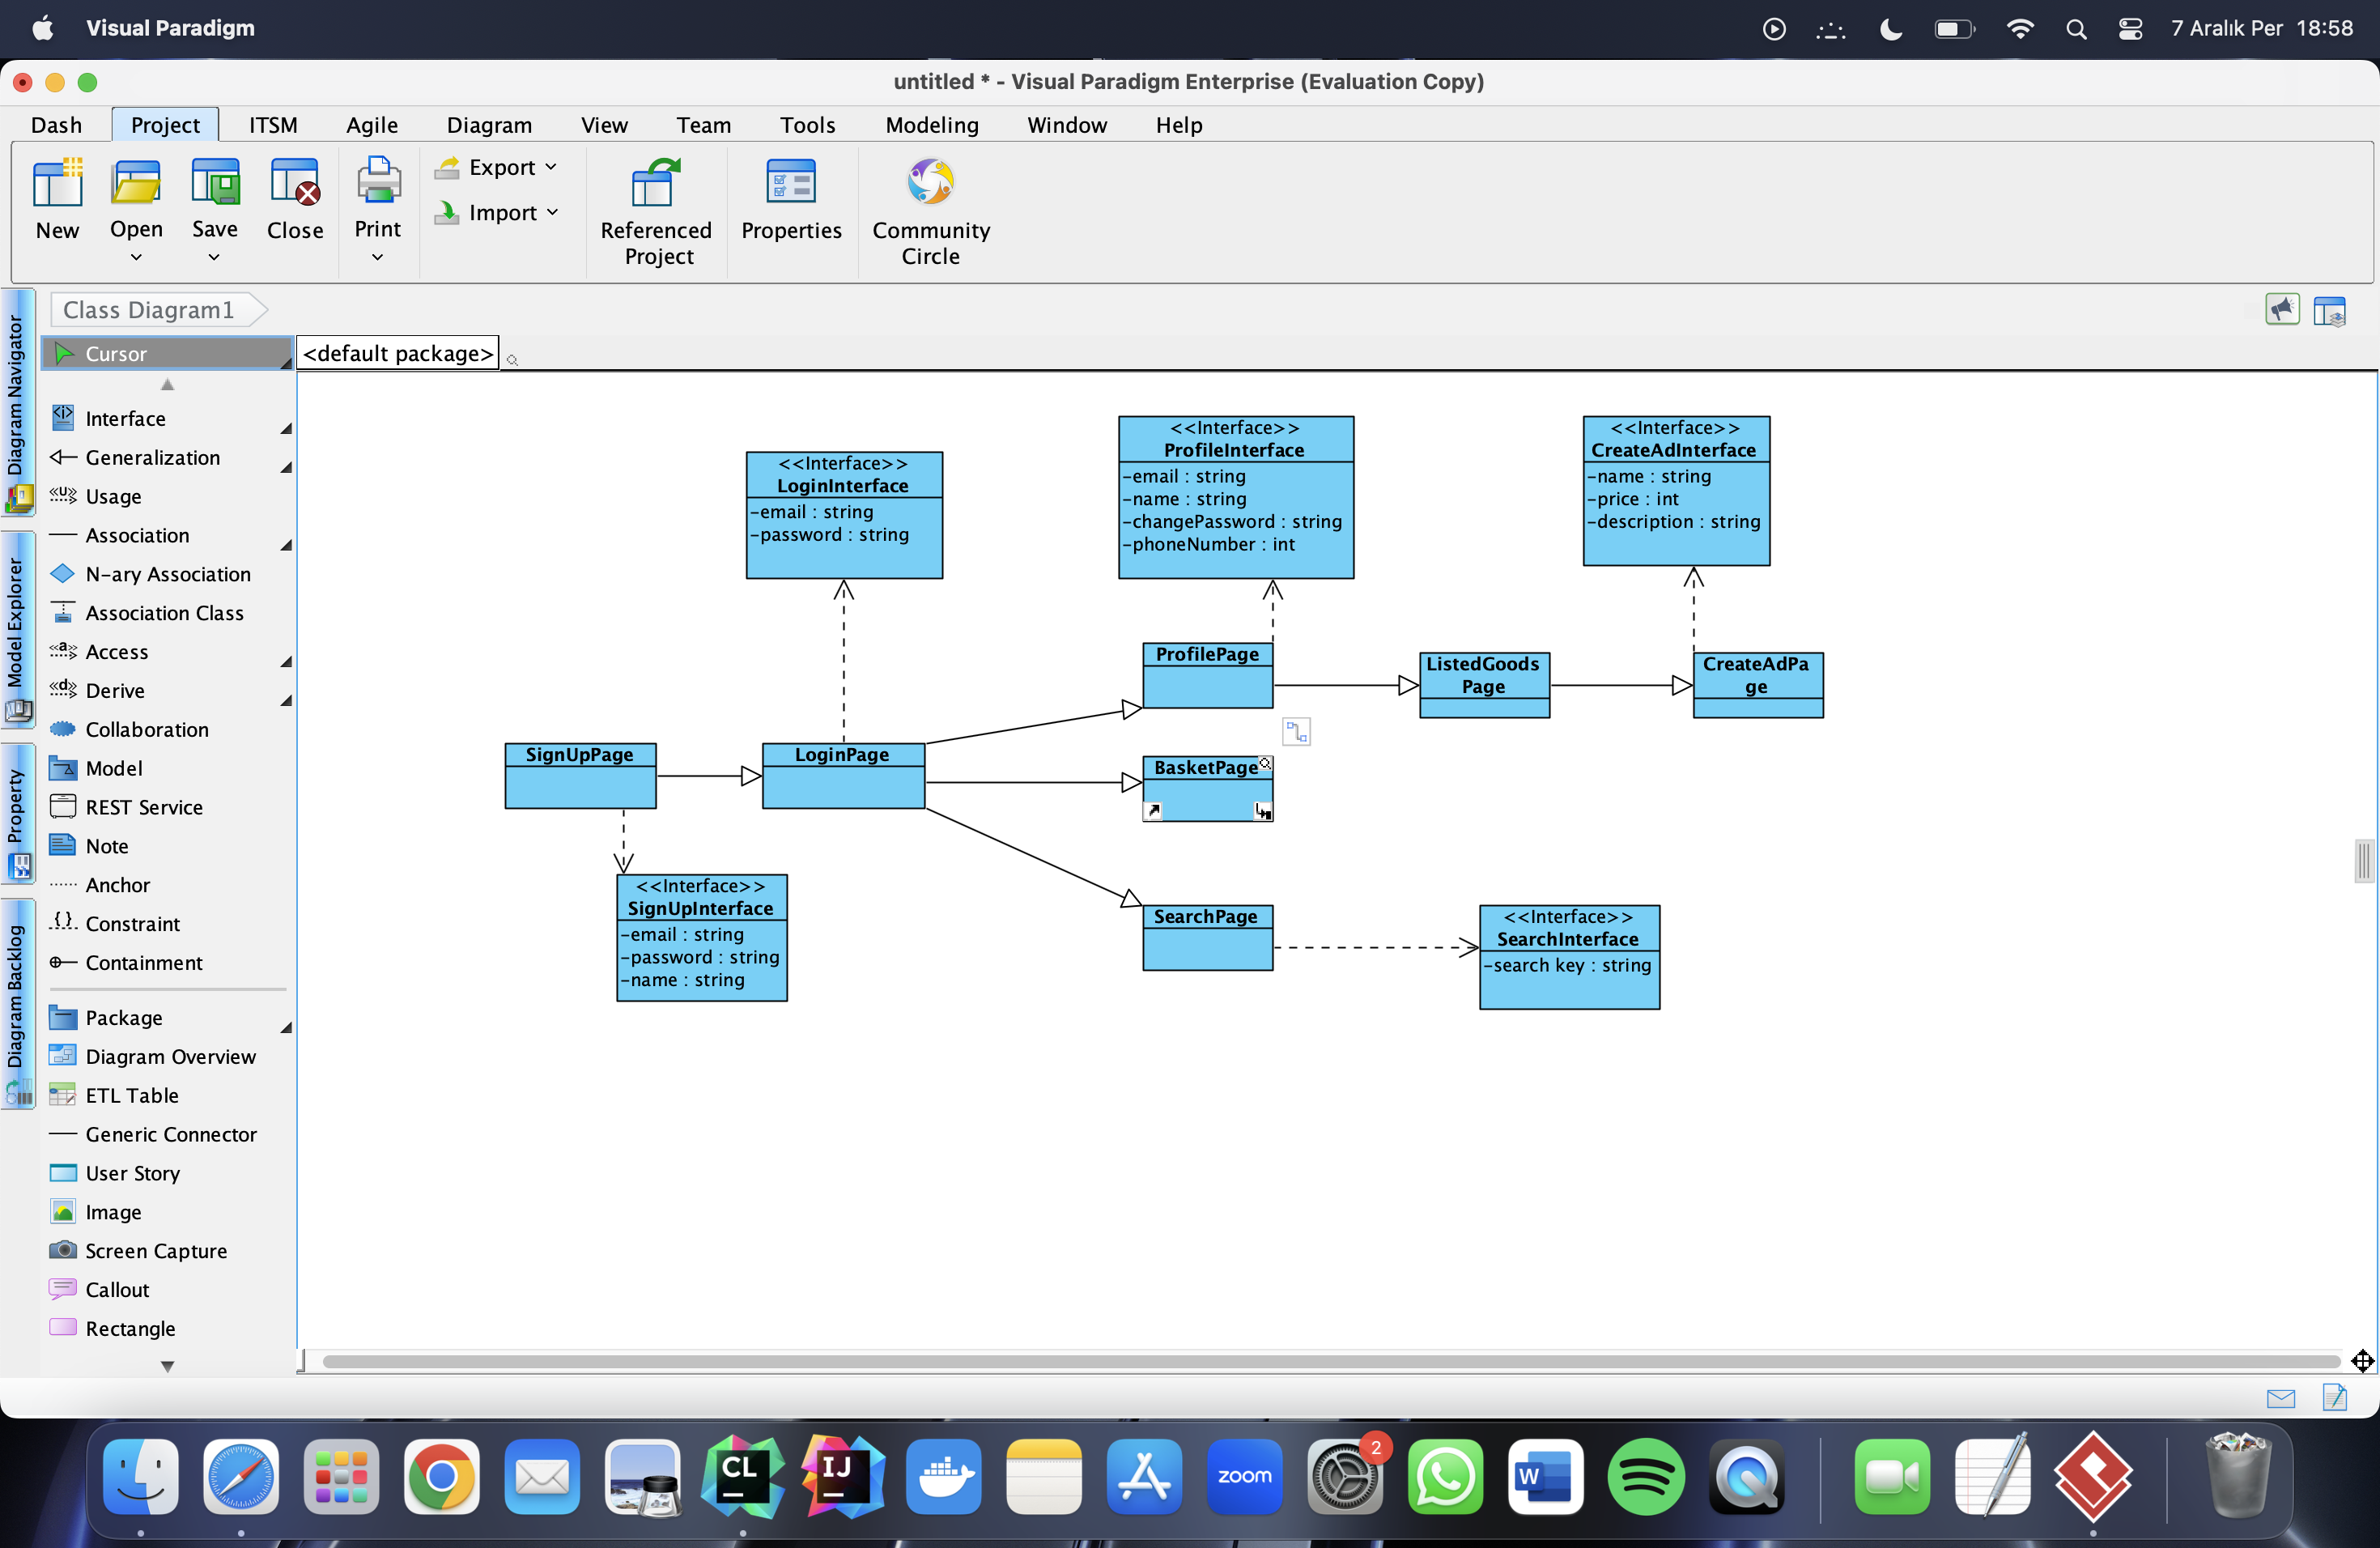 Visual Paradigm
7 Aralık Per 18:58
untitled * - Visual Paradigm Enterprise (Evaluation Copy)
Dash Project ITSM Agile Diagram View Team Tools Modeling Window Help
New Open Save Close Print Export Import Referenced Project Properties Community Circle
Class Diagram1
Diagram Navigator
Model Explorer
Property
Diagram Backlog
Cursor
<default package>
Interface
Generalization
Usage
Association
N-ary Association
Association Class
Access
Derive
Collaboration
Model
REST Service
Note
Anchor
Constraint
Containment
Package
Diagram Overview
ETL Table
Generic Connector
User Story
Image
Screen Capture
Callout
Rectangle
<<Interface>>
LoginInterface
-email : string
-password : string
<<Interface>>
ProfileInterface
-email : string
-name : string
-changePassword : string
-phoneNumber : int
<<Interface>>
CreateAdInterface
-name : string
-price : int
-description : string
ProfilePage
ListedGoods
Page
CreateAdPa
ge
SignUpPage
LoginPage
BasketPage
<<Interface>>
SignUpInterface
-email : string
-password : string
-name : string
SearchPage
<<Interface>>
SearchInterface
-search key : string
CL
IJ
zoom
2
W